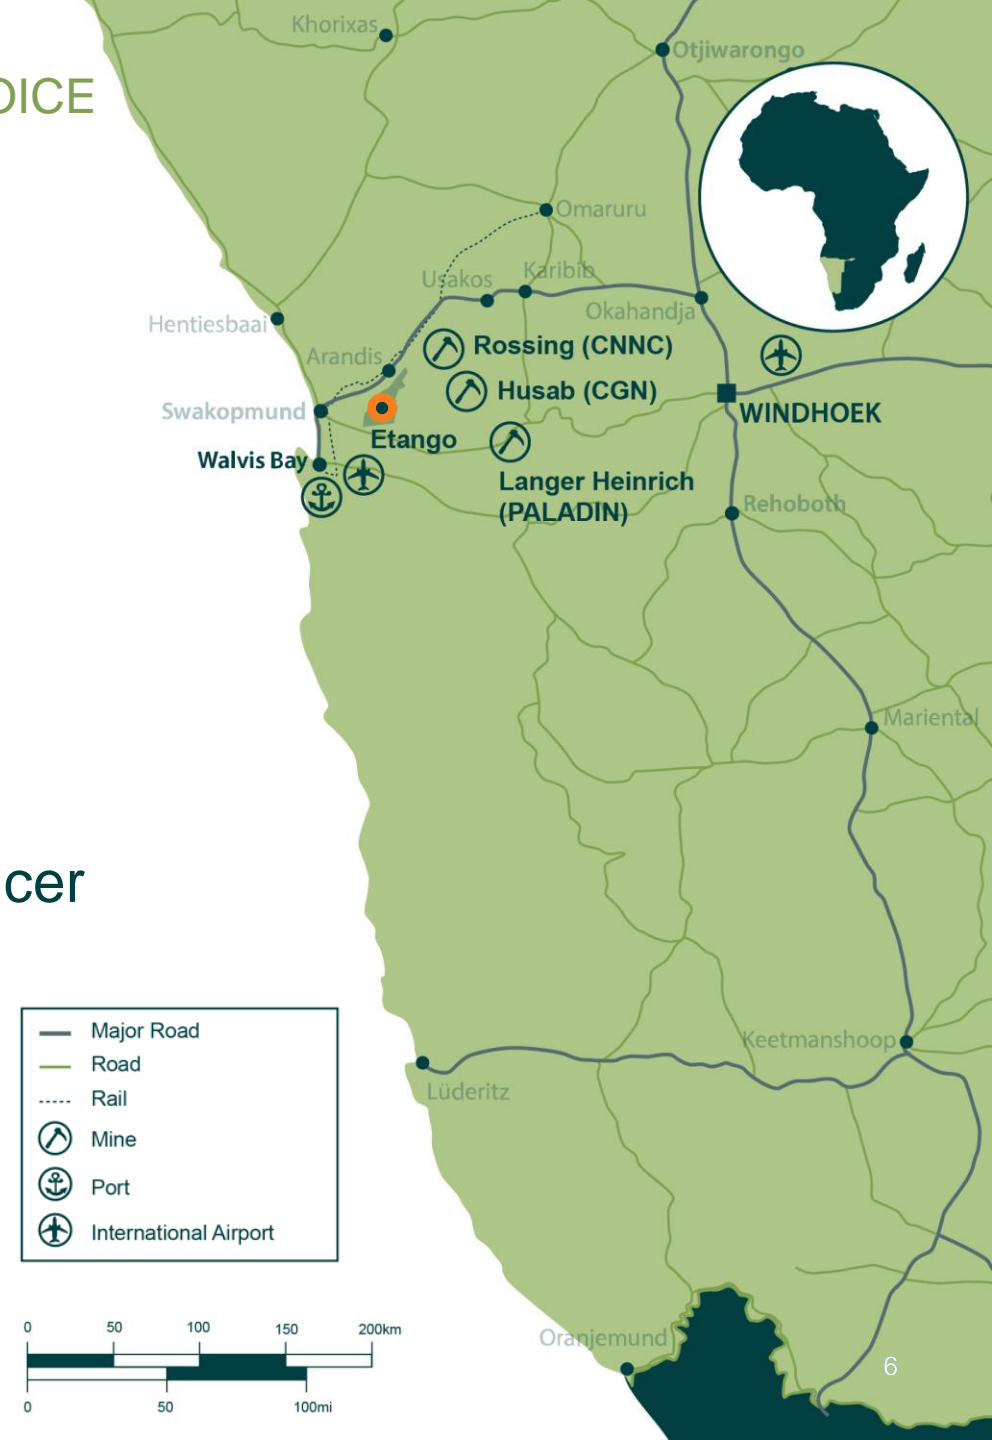 Khorixas
Otjiwarongo
OICE
Omaruru
Usakos
Karibib
Okahandja
Hentiesbaai
Arandis
Rossing (CNNC)
Husab (CGN)
Swakopmund
WINDHOEK
Etango
Walvis Bay
Langer Heinrich
(PALADIN)
Rehoboth
Mariental
cer
Major Road
Road
Rail
Mine
Port
International Airport
Keetmanshoop
Lüderitz
Oranjemund
0 50 100 150 200km
0 50 100mi
6